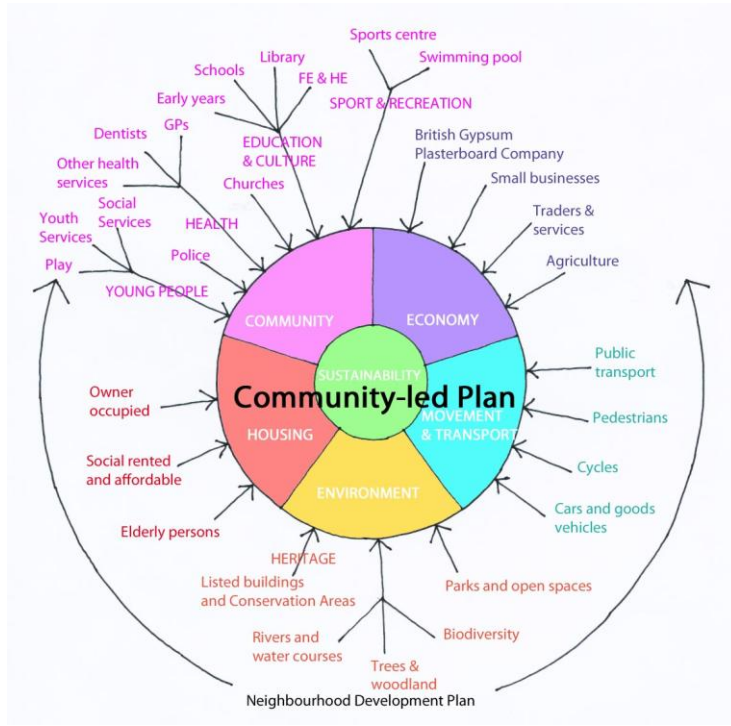 Sports centre
Swimming pool
SPORT & RECREATION
Library
Schools
FE & HE
Early years
EDUCATION
& CULTURE
Churches
GPs
Dentists
Other health
services
HEALTH
Police
Social
Services
Youth
Services
Play
YOUNG PEOPLE
British Gypsum
Plasterboard Company
Small businesses
Traders &
services
Agriculture
COMMUNITY
ECONOMY
SUSTAINABILITY
Community-led Plan
MOVEMENT
& TRANSPORT
HOUSING
ENVIRONMENT
Public
transport
Pedestrians
Cycles
Cars and goods
vehicles
Owner
occupied
Social rented
and affordable
Elderly persons
HERITAGE
Listed buildings
and Conservation Areas
Parks and open spaces
Rivers and
water courses
Trees &
woodland
Biodiversity
Neighbourhood Development Plan